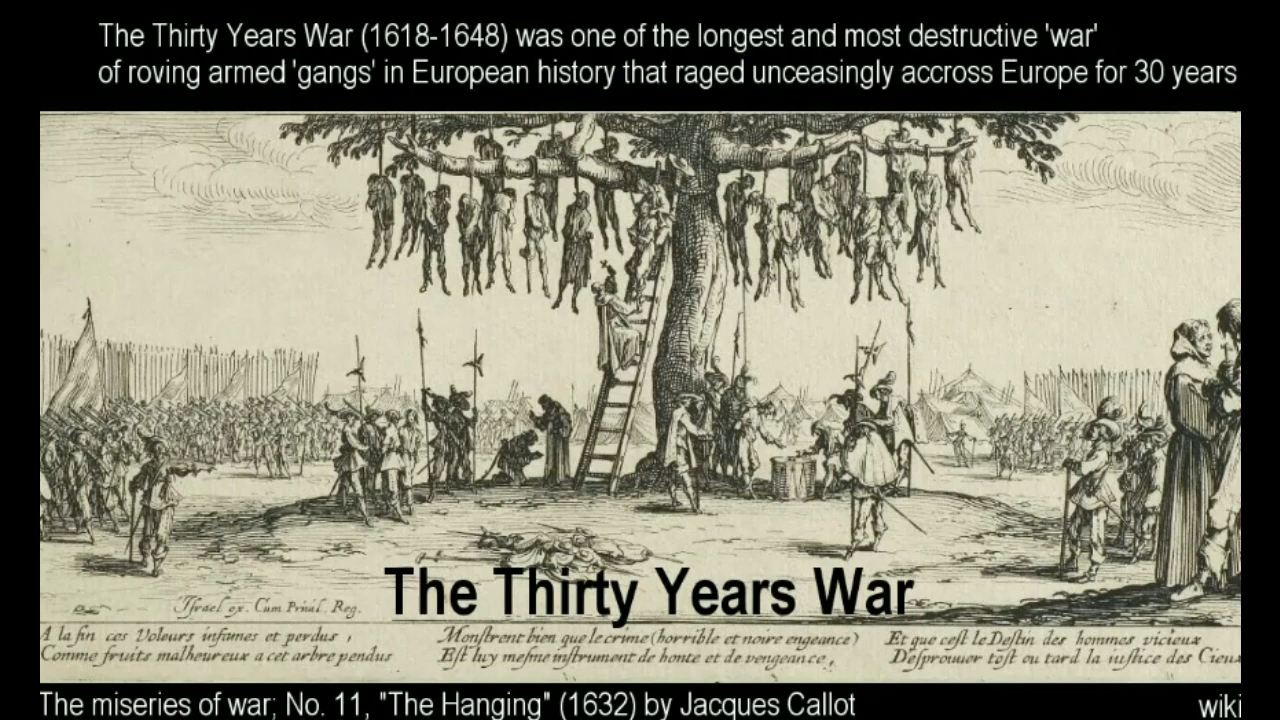 The Thirty Years War (1618-1648) was one of the longest and most destructive 'war'
of roving armed 'gangs' in European history that raged unceasingly accross Europe for 30 years
The Thirty Years War
Israel ex. Cum Priuil. Reg.
A la fin ces Voleurs infames et perdus ,
Comme fruits malheureux a cet arbre pendus
Monstrent bien que le crime (horrible et noire engeance)
Est luy mesme instrument de honte et de vengeance ,
Et que cest le Destin des hommes vicieux
Desprouuer tost ou tard la iustice des Cieux
The miseries of war; No. 11, "The Hanging" (1632) by Jacques Callot
wiki